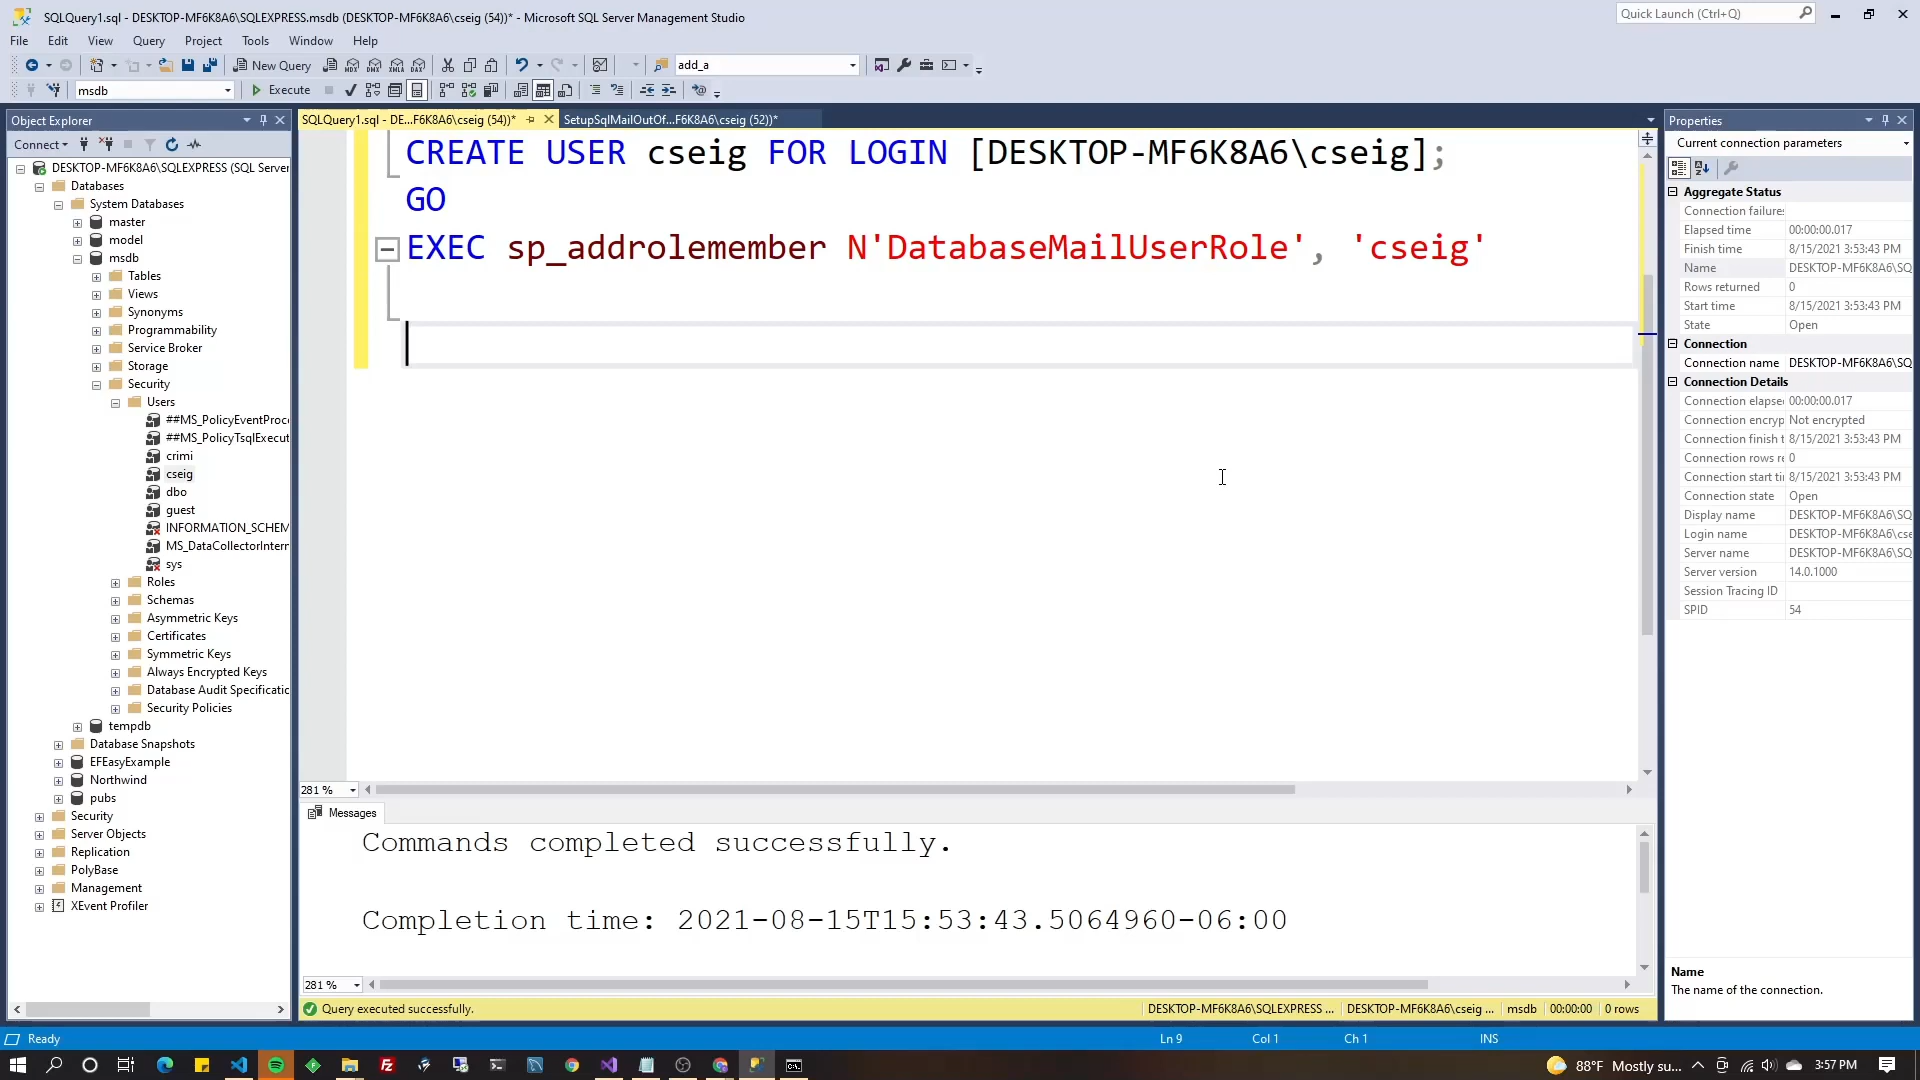 SQLQuery1.sql - DESKTOP-MF6K8A6\SQLEXPRESS.msdb (DESKTOP-MF6K8A6\cseig (54))* - Microsoft SQL Server Management Studio
Quick Launch (Ctrl+Q)
File Edit View Query Project Tools Window Help
New Query
add_a
msdb
Execute
Object Explorer
Connect
DESKTOP-MF6K8A6\SQLEXPRESS (SQL Server
Databases
System Databases
master
model
msdb
Tables
Views
Synonyms
Programmability
Service Broker
Storage
Security
Users
##MS_PolicyEventProce
##MS_PolicyTsqlExecut
crimi
cseig
dbo
guest
INFORMATION_SCHEM
MS_DataCollectorIntern
sys
Roles
Schemas
Asymmetric Keys
Certificates
Symmetric Keys
Always Encrypted Keys
Database Audit Specificatic
Security Policies
tempdb
Database Snapshots
EFEasyExample
Northwind
pubs
Security
Server Objects
Replication
PolyBase
Management
XEvent Profiler
SQLQuery1.sql - DE...F6K8A6\cseig (54))*
SetupSqlMailOutOf...F6K8A6\cseig (52))*
CREATE USER cseig FOR LOGIN [DESKTOP-MF6K8A6\cseig];
GO
EXEC sp_addrolemember N'DatabaseMailUserRole', 'cseig'
281 %
Messages
Commands completed successfully.
Completion time: 2021-08-15T15:53:43.5064960-06:00
281 %
Query executed successfully.
DESKTOP-MF6K8A6\SQLEXPRESS ...
DESKTOP-MF6K8A6\cseig ...
msdb
00:00:00
0 rows
Properties
Current connection parameters
Aggregate Status
Connection failures
Elapsed time 00:00:00.017
Finish time 8/15/2021 3:53:43 PM
Name DESKTOP-MF6K8A6\SQ
Rows returned 0
Start time 8/15/2021 3:53:43 PM
State Open
Connection
Connection name DESKTOP-MF6K8A6\SQ
Connection Details
Connection elapse 00:00:00.017
Connection encryp Not encrypted
Connection finish t 8/15/2021 3:53:43 PM
Connection rows re 0
Connection start ti 8/15/2021 3:53:43 PM
Connection state Open
Display name DESKTOP-MF6K8A6\SQ
Login name DESKTOP-MF6K8A6\cse
Server name DESKTOP-MF6K8A6\SQ
Server version 14.0.1000
Session Tracing ID
SPID 54
Name
The name of the connection.
Ready
Ln 9
Col 1
Ch 1
INS
88°F Mostly su...
3:57 PM